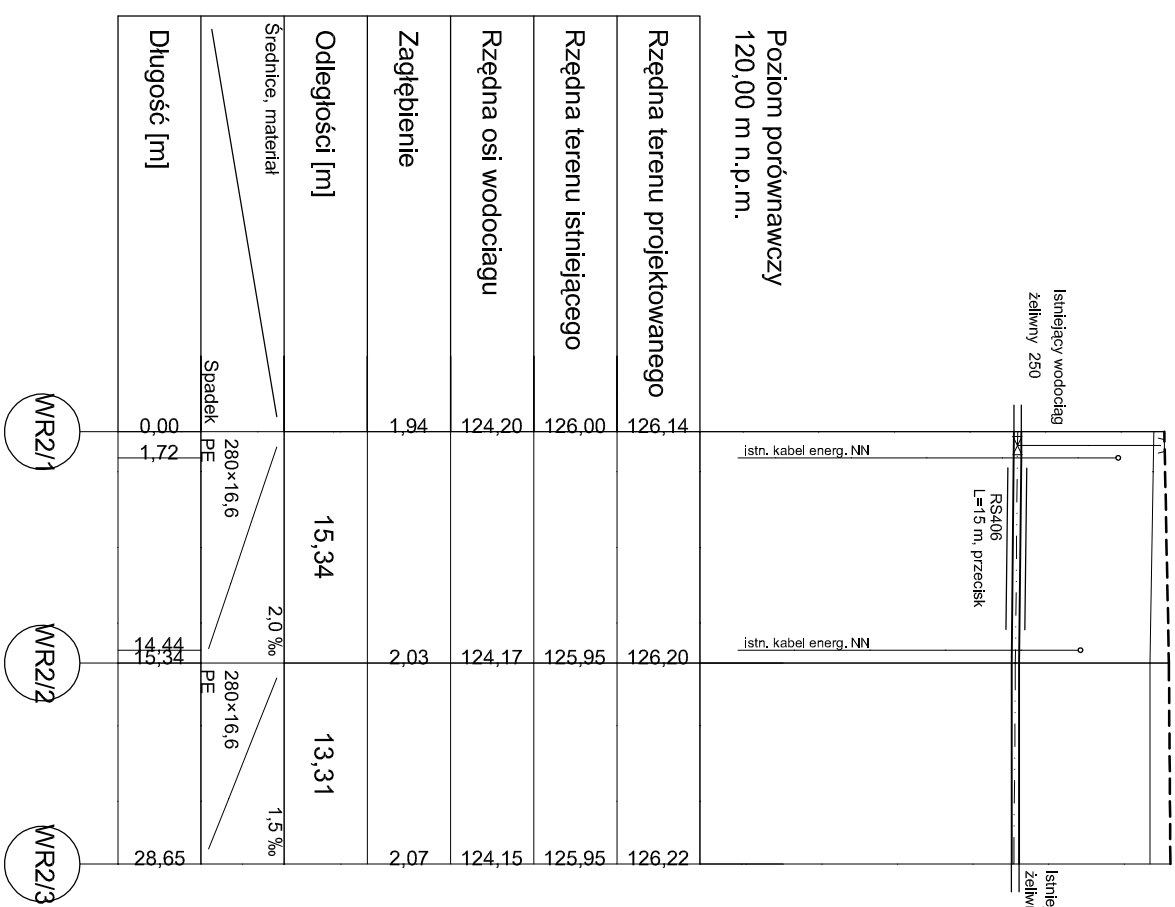 Istniejący wodociąg
żeliwny 250
Istnie
żeliwn
RS406
L=15 m, przecisk
istn. kabel energ. NN
istn. kabel energ. NN
Poziom porównawczy
120,00 m n.p.m.
Rzędna terenu projektowanego
126,14
126,20
126,22
Rzędna terenu istniejącego
126,00
125,95
125,95
Rzędna osi wodociagu
124,20
124,17
124,15
Zagłębienie
1,94
2,03
2,07
Odległości [m]
15,34
13,31
Średnice, materiał
Spadek
280×16,6
PE
2,0 ‰
280×16,6
PE
1,5 ‰
Długość [m]
0,00
1,72
14,44
15,34
28,65
WR2/1
WR2/2
WR2/3